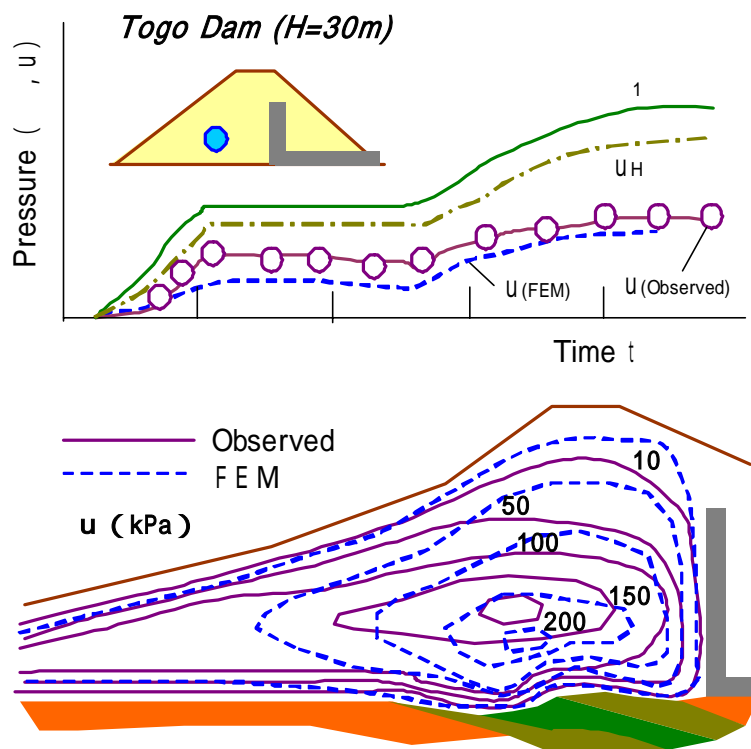 Togo Dam (H=30m)
Pressure ( , u)
1
uH
u(FEM)
u(Observed)
Time t
Observed
FEM
u (kPa)
10
50
100
150
200